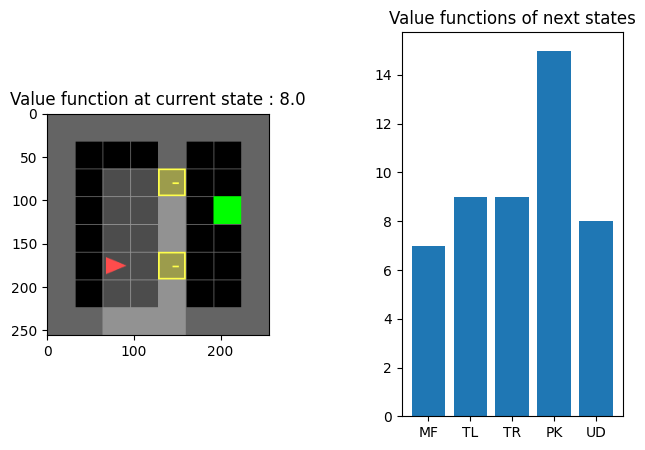 Value function at current state : 8.0
0
50
100
150
200
250
0
100
200
Value functions of next states
14
12
10
8
6
4
2
0
MF
TL
TR
PK
UD